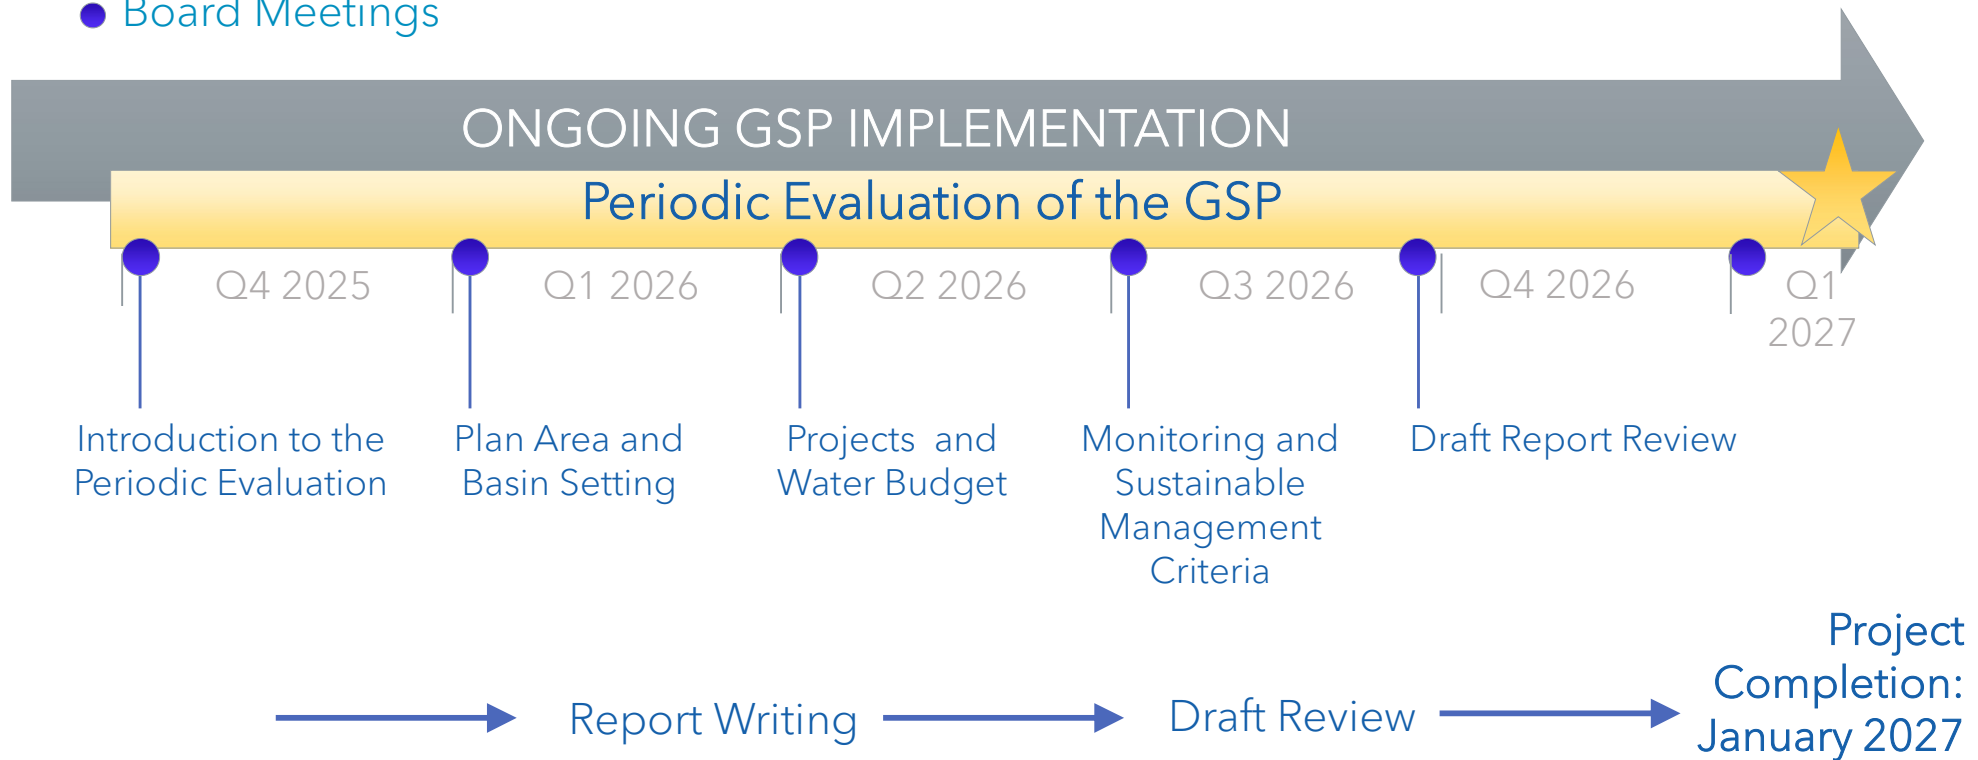 Board Meetings
ONGOING GSP IMPLEMENTATION
Periodic Evaluation of the GSP
Q4 2025
Q1 2026
Q2 2026
Q3 2026
Q4 2026
Q1
2027
Introduction to the
Periodic Evaluation
Plan Area and
Basin Setting
Projects  and
Water Budget
Monitoring and
Sustainable
Management
Criteria
Draft Report Review
Report Writing
Draft Review
Project
Completion:
January 2027